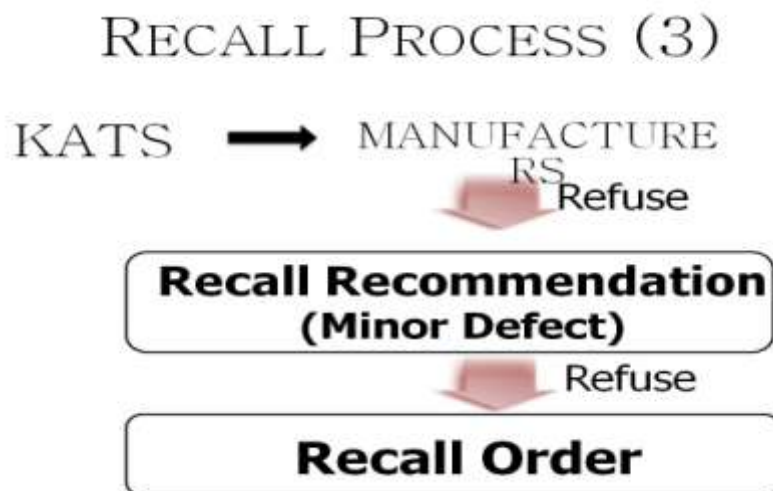 RECALL PROCESS (3)
KATS MANUFACTURE
RS
Refuse
Recall Recommendation
(Minor Defect)
Refuse
Recall Order